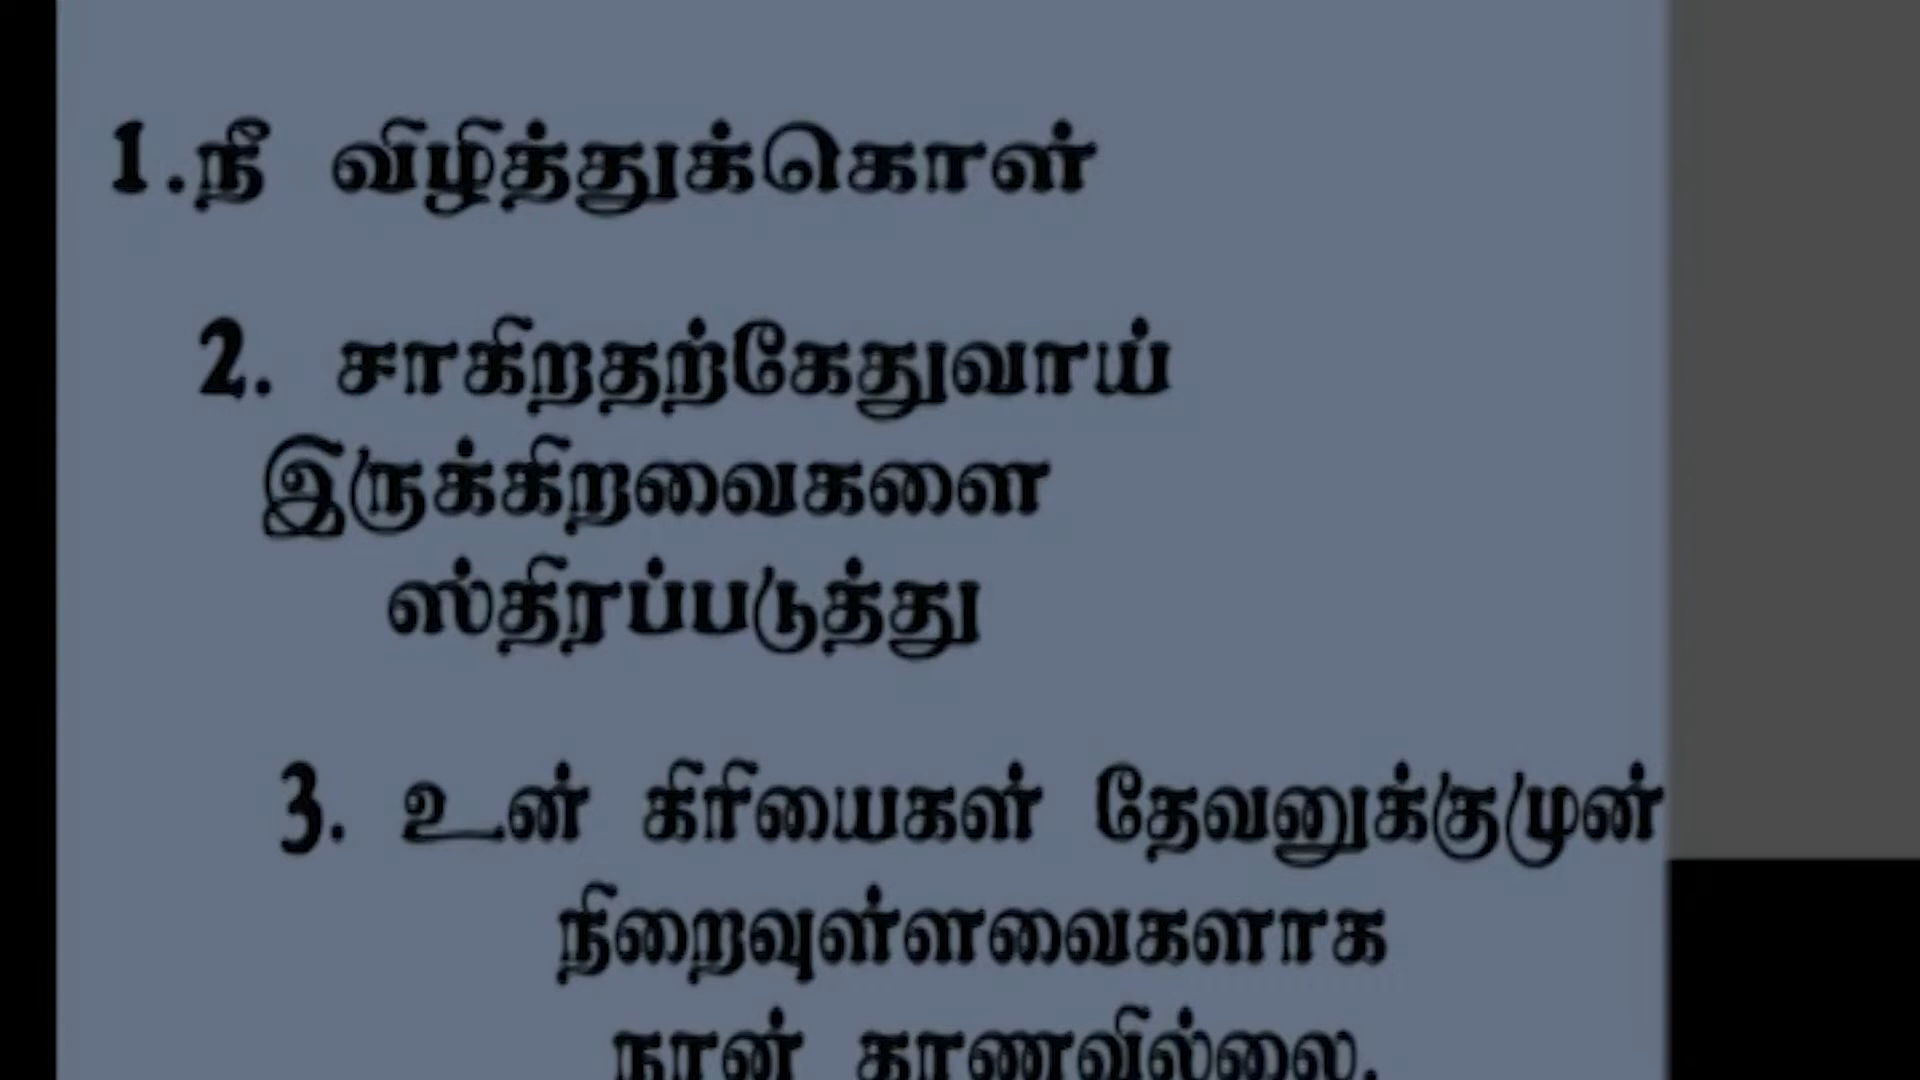 1.நீ விழித்துக்கொள்
2. சாகிறதற்கேதுவாய்
இருக்கிறவைகளை
ஸ்திரப்படுத்து
3. உன் கிரியைகள் தேவனுக்குமுன்
நிறைவுள்ளவைகளாக
நான் காணவில்லை.